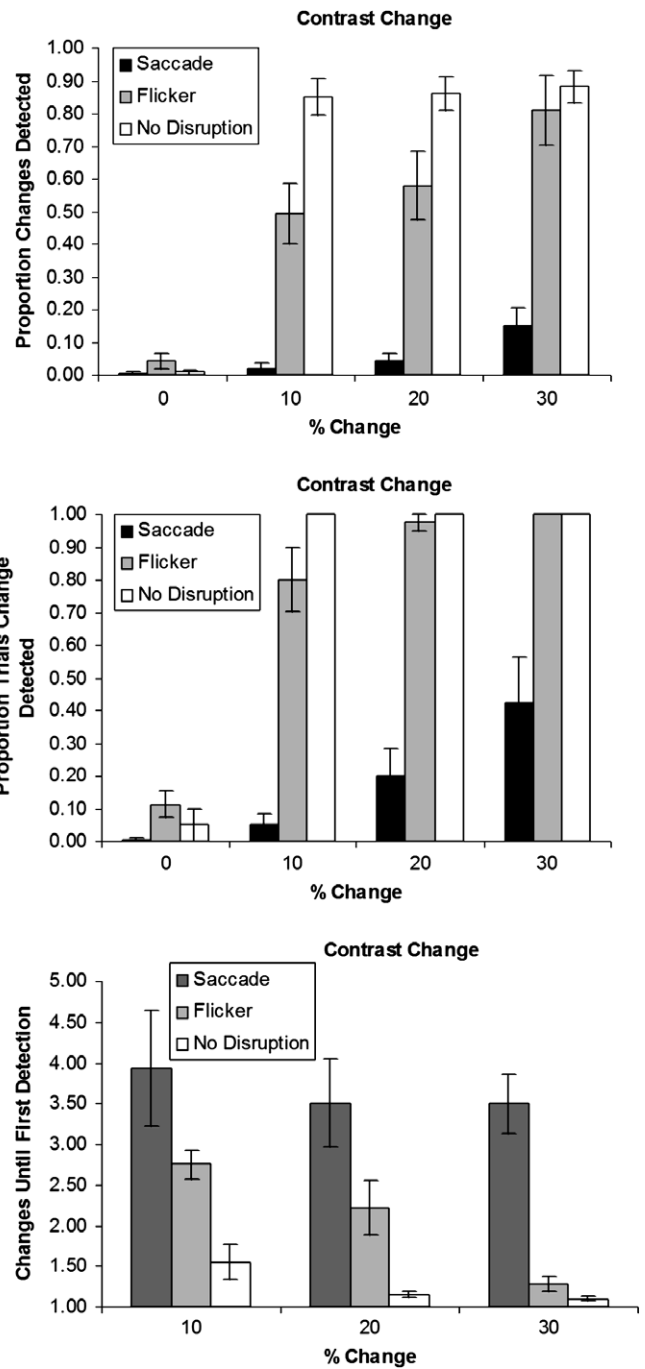 Contrast Change
Saccade
Flicker
No Disruption
Proportion Changes Detected
1.00
0.90
0.80
0.70
0.60
0.50
0.40
0.30
0.20
0.10
0.00
0 10 20 30
% Change
Contrast Change
Saccade
Flicker
No Disruption
Proportion Trials Change
Detected
1.00
0.90
0.80
0.70
0.60
0.50
0.40
0.30
0.20
0.10
0.00
0 10 20 30
% Change
Contrast Change
Saccade
Flicker
No Disruption
Changes Until First Detection
5.00
4.50
4.00
3.50
3.00
2.50
2.00
1.50
1.00
10 20 30
% Change